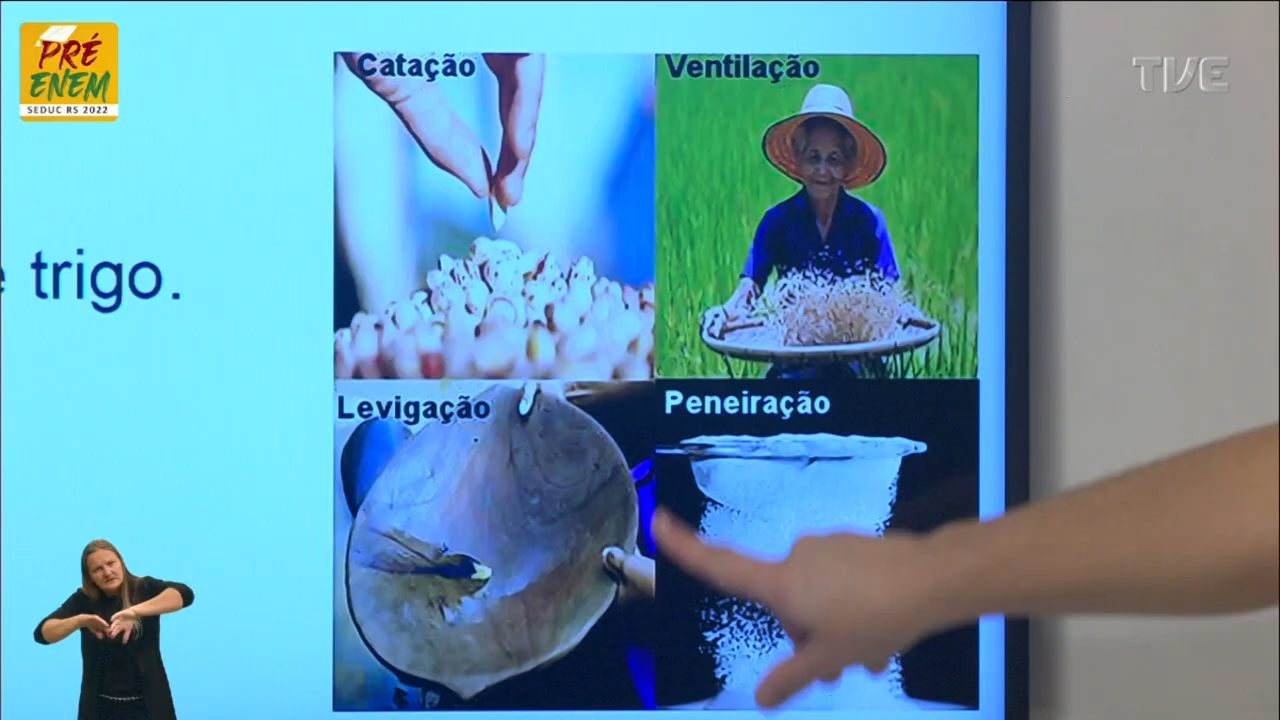 PRÉ
ENEM
SEDUC RS 2022
TVE
Catação
Ventilação
trigo.
Levigação
Peneiração